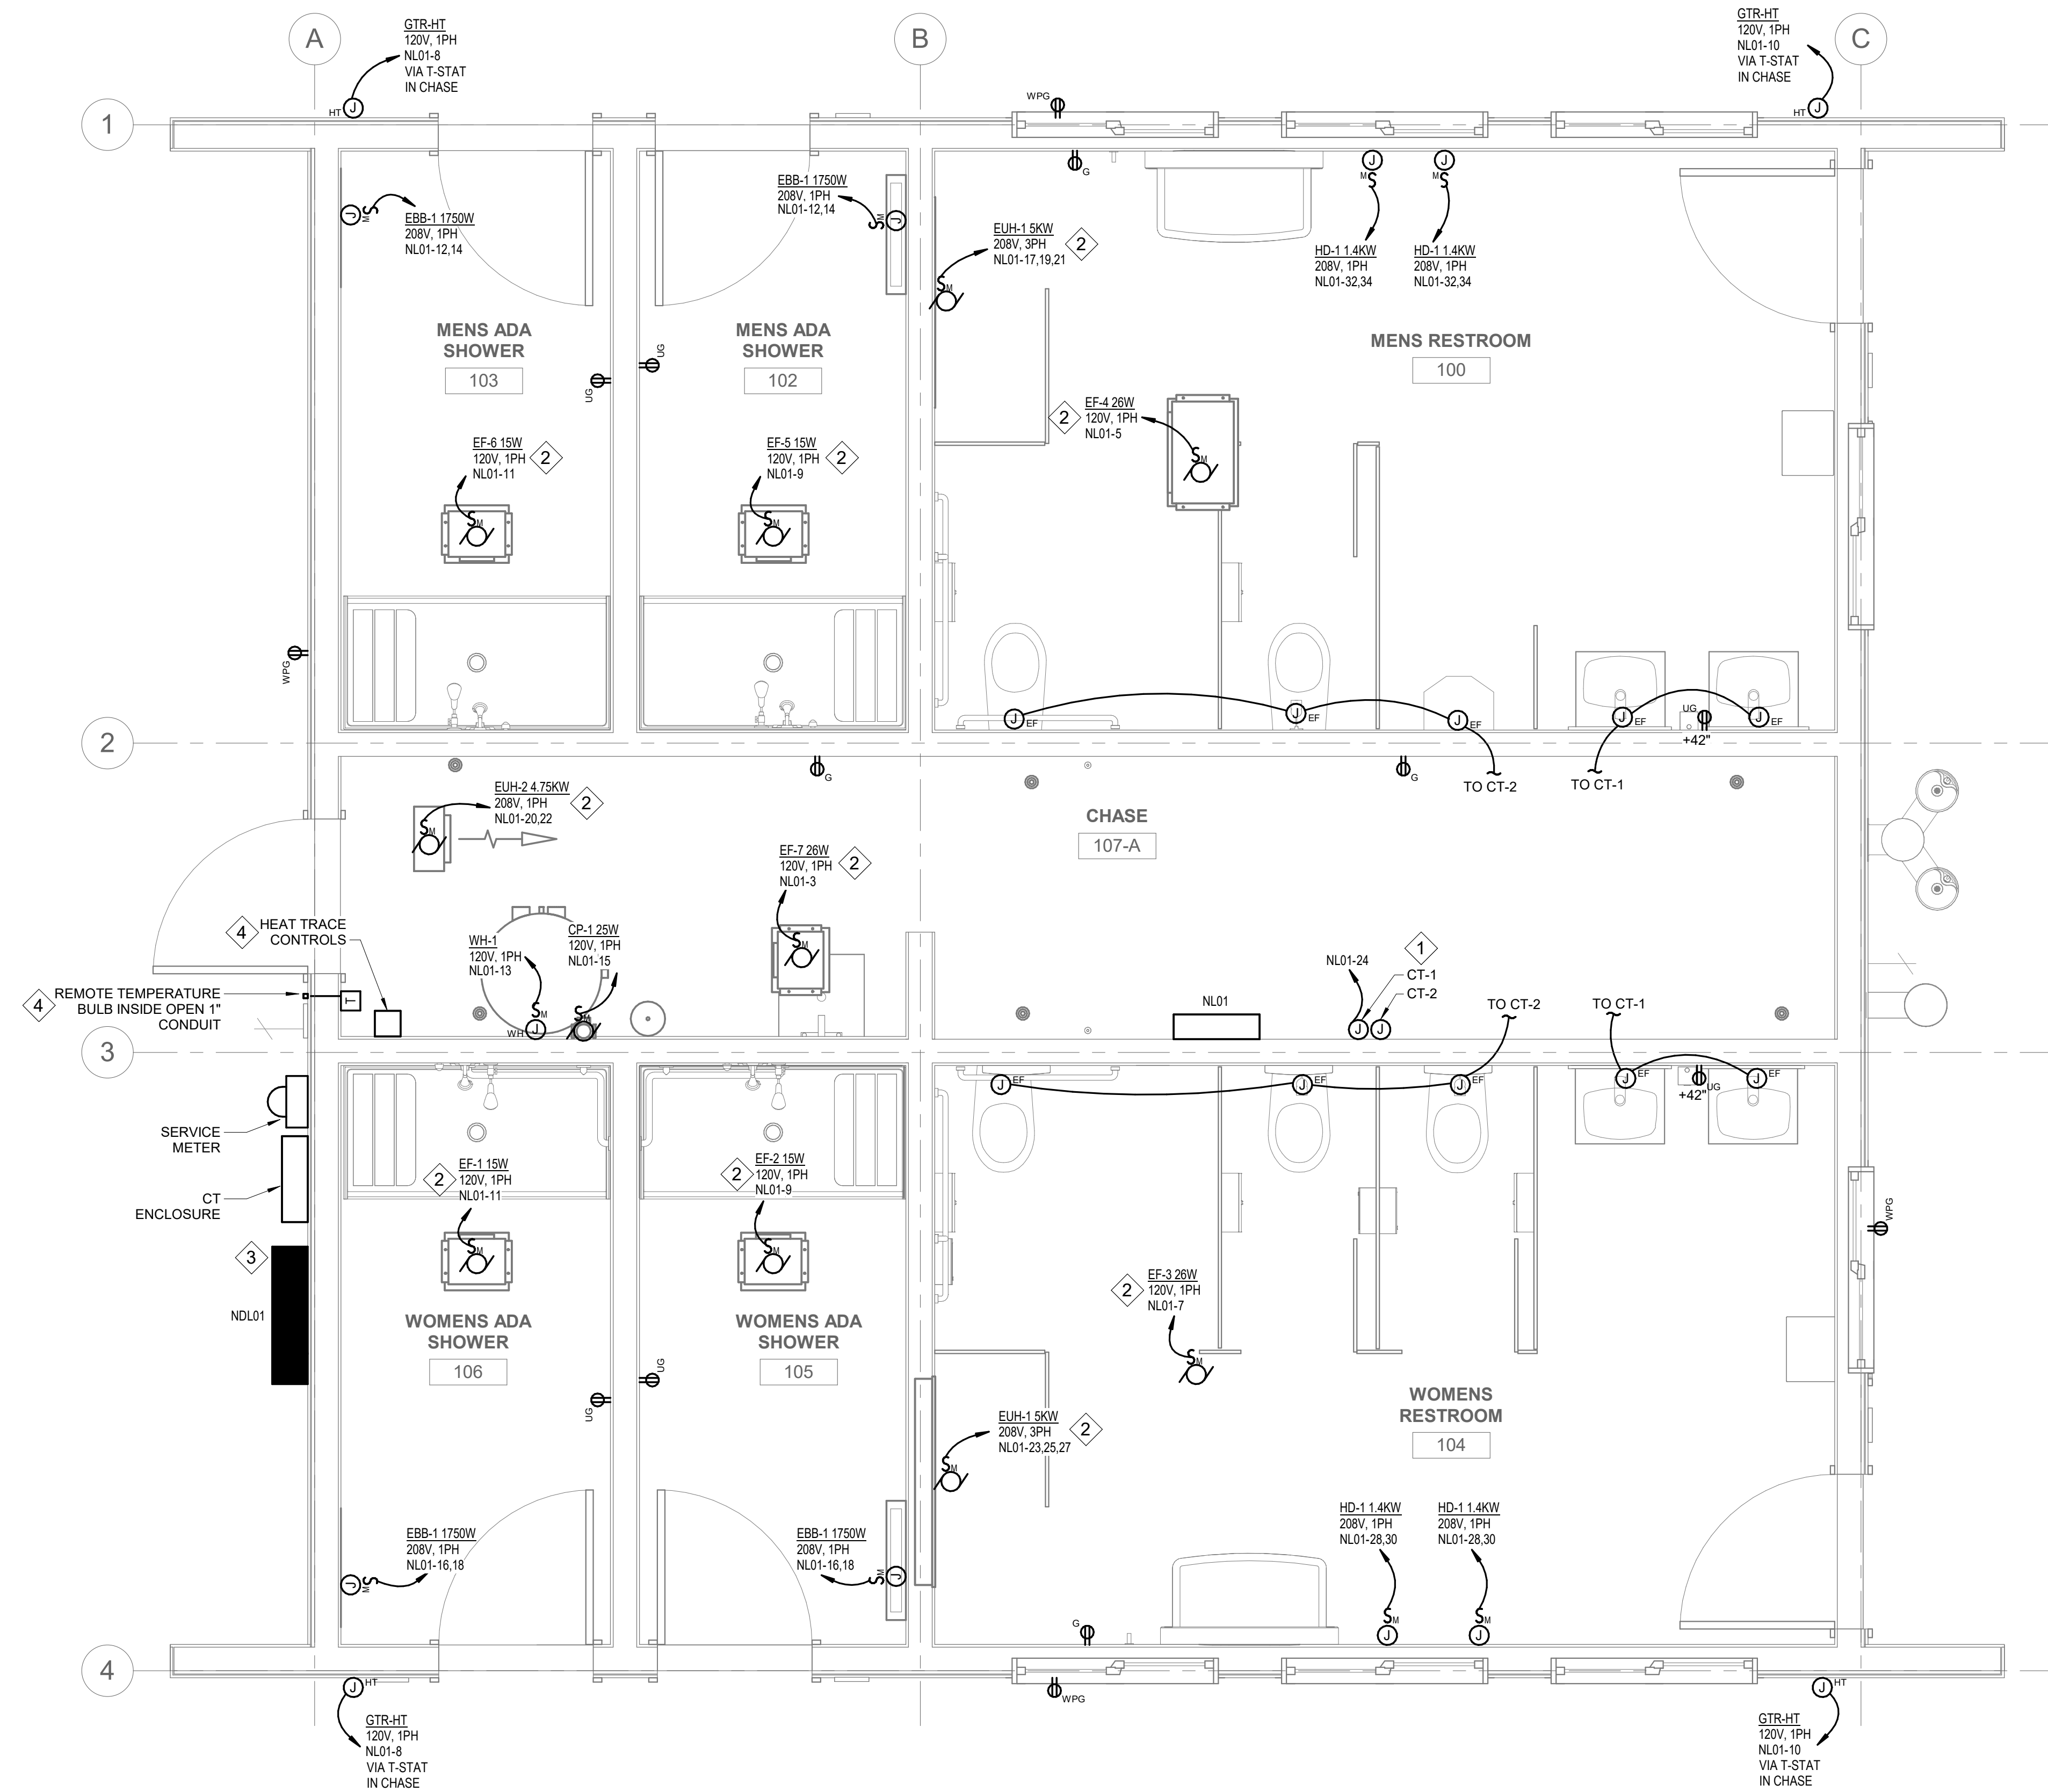 A
B
C
1
2
3
4
GTR-HT
120V, 1PH
NL01-8
VIA T-STAT
IN CHASE
HT
J
GTR-HT
120V, 1PH
NL01-10
VIA T-STAT
IN CHASE
HT
J
WPG
G
EBB-1 1750W
208V, 1PH
NL01-12,14
J
M
EBB-1 1750W
208V, 1PH
NL01-12,14
J
M
EUH-1 5KW
208V, 3PH
NL01-17,19,21
2
M
J
M
HD-1 1.4KW
208V, 1PH
NL01-32,34
J
M
HD-1 1.4KW
208V, 1PH
NL01-32,34
MENS ADA
SHOWER
103
MENS ADA
SHOWER
102
MENS RESTROOM
100
UG
UG
EF-6 15W
120V, 1PH
NL01-11
2
M
EF-5 15W
120V, 1PH
NL01-9
2
M
2
EF-4 26W
120V, 1PH
NL01-5
M
WPG
J
EF
J
EF
J
EF
J
EF
UG
+42"
J
EF
TO CT-2
TO CT-1
G
G
EUH-2 4.75KW
208V, 1PH
NL01-20,22
2
M
CHASE
107-A
EF-7 26W
120V, 1PH
NL01-3
2
M
4
HEAT TRACE
CONTROLS
WH-1
120V, 1PH
NL01-13
CP-1 25W
120V, 1PH
NL01-15
M
M
WH
J
4
REMOTE TEMPERATURE
BULB INSIDE OPEN 1"
CONDUIT
T
NL01
NL01-24
1
CT-1
CT-2
J
J
TO CT-2
TO CT-1
J
EF
J
EF
J
EF
J
EF
UG
+42"
J
EF
SERVICE
METER
CT
ENCLOSURE
3
NDL01
2
EF-1 15W
120V, 1PH
NL01-11
M
2
EF-2 15W
120V, 1PH
NL01-9
M
WPG
2
EF-3 26W
120V, 1PH
NL01-7
M
WOMENS ADA
SHOWER
106
WOMENS ADA
SHOWER
105
WOMENS
RESTROOM
104
UG
UG
EUH-1 5KW
208V, 3PH
NL01-23,25,27
2
M
EBB-1 1750W
208V, 1PH
NL01-16,18
J
M
EBB-1 1750W
208V, 1PH
NL01-16,18
J
M
HD-1 1.4KW
208V, 1PH
NL01-28,30
M
J
HD-1 1.4KW
208V, 1PH
NL01-28,30
M
J
G
WPG
J
HT
GTR-HT
120V, 1PH
NL01-8
VIA T-STAT
IN CHASE
J
HT
GTR-HT
120V, 1PH
NL01-10
VIA T-STAT
IN CHASE